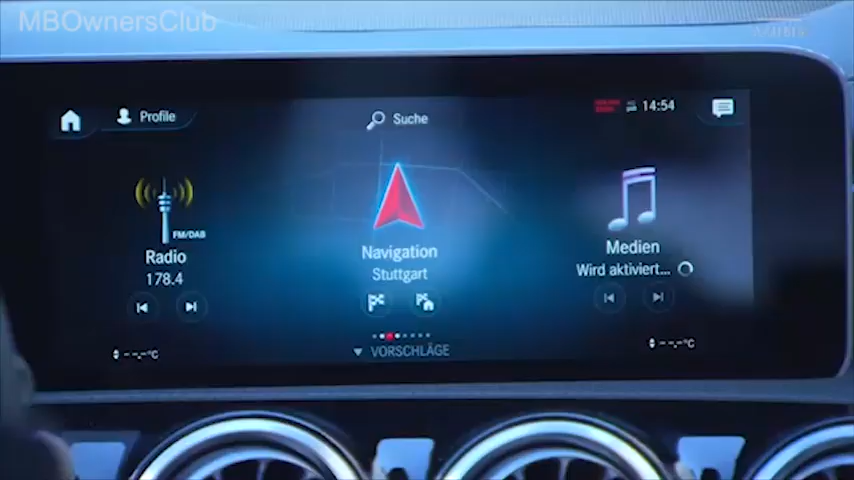 MBOwnersClub
Profile
Suche
14:54
FM/DAB
Radio
178.4
Navigation
Stuttgart
Medien
Wird aktiviert...
VORSCHLÄGE
--,-°C
--,-°C